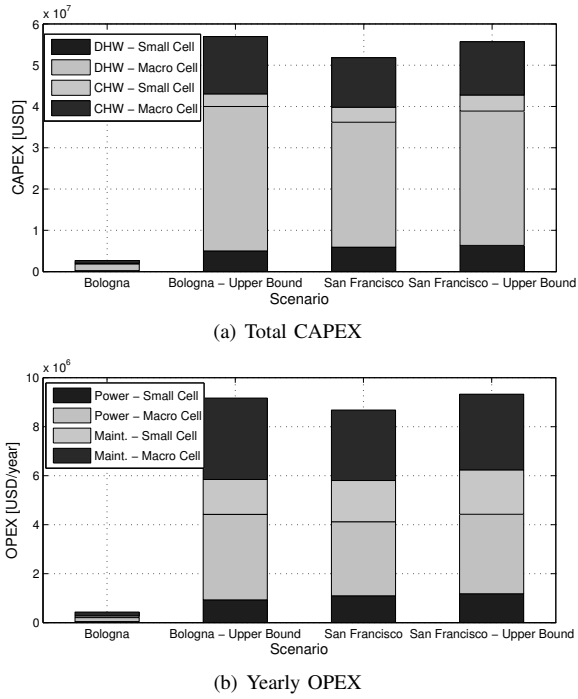 x 10^7
6
5
4
3
2
1
0
CAPEX [USD]
DHW − Small Cell
DHW − Macro Cell
CHW − Small Cell
CHW − Macro Cell
Bologna Bologna − Upper Bound San Francisco San Francisco − Upper Bound
Scenario
(a) Total CAPEX
x 10^6
10
8
6
4
2
0
OPEX [USD/year]
Power − Small Cell
Power − Macro Cell
Maint. − Small Cell
Maint. − Macro Cell
Bologna Bologna − Upper Bound San Francisco San Francisco − Upper Bound
Scenario
(b) Yearly OPEX